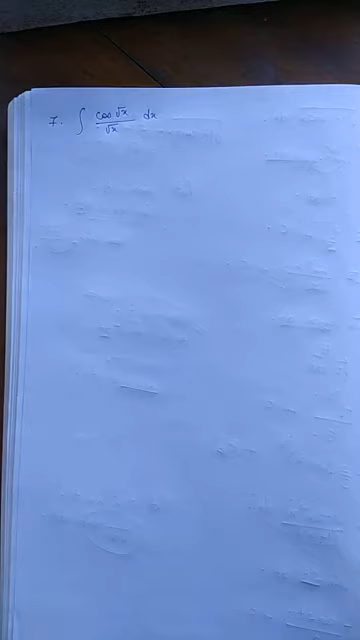 7. ∫ cos √x / √x dx